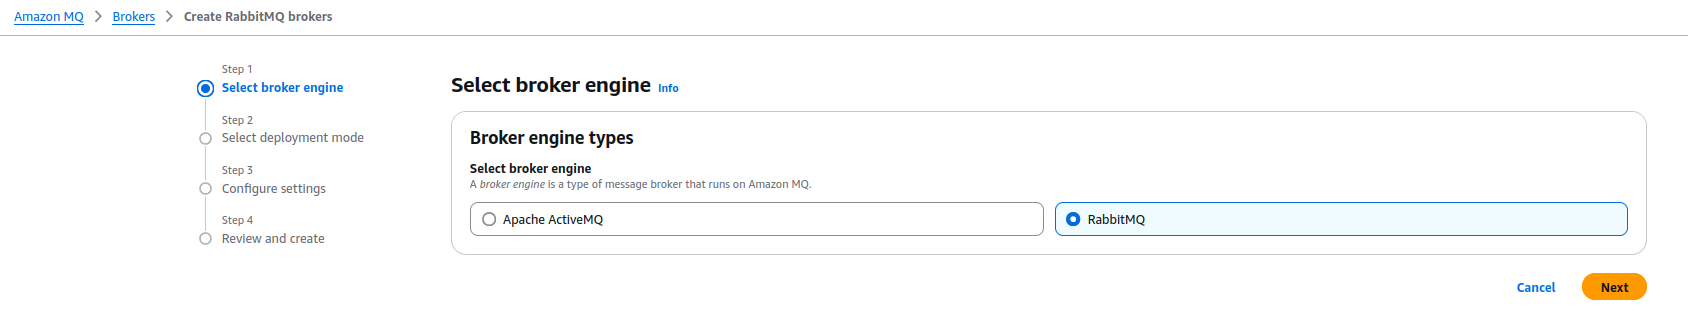 Amazon MQ > Brokers > Create RabbitMQ brokers
Step 1
Select broker engine
Step 2
Select deployment mode
Step 3
Configure settings
Step 4
Review and create
Select broker engine Info
Broker engine types
Select broker engine
A broker engine is a type of message broker that runs on Amazon MQ.
Apache ActiveMQ
RabbitMQ
Cancel
Next